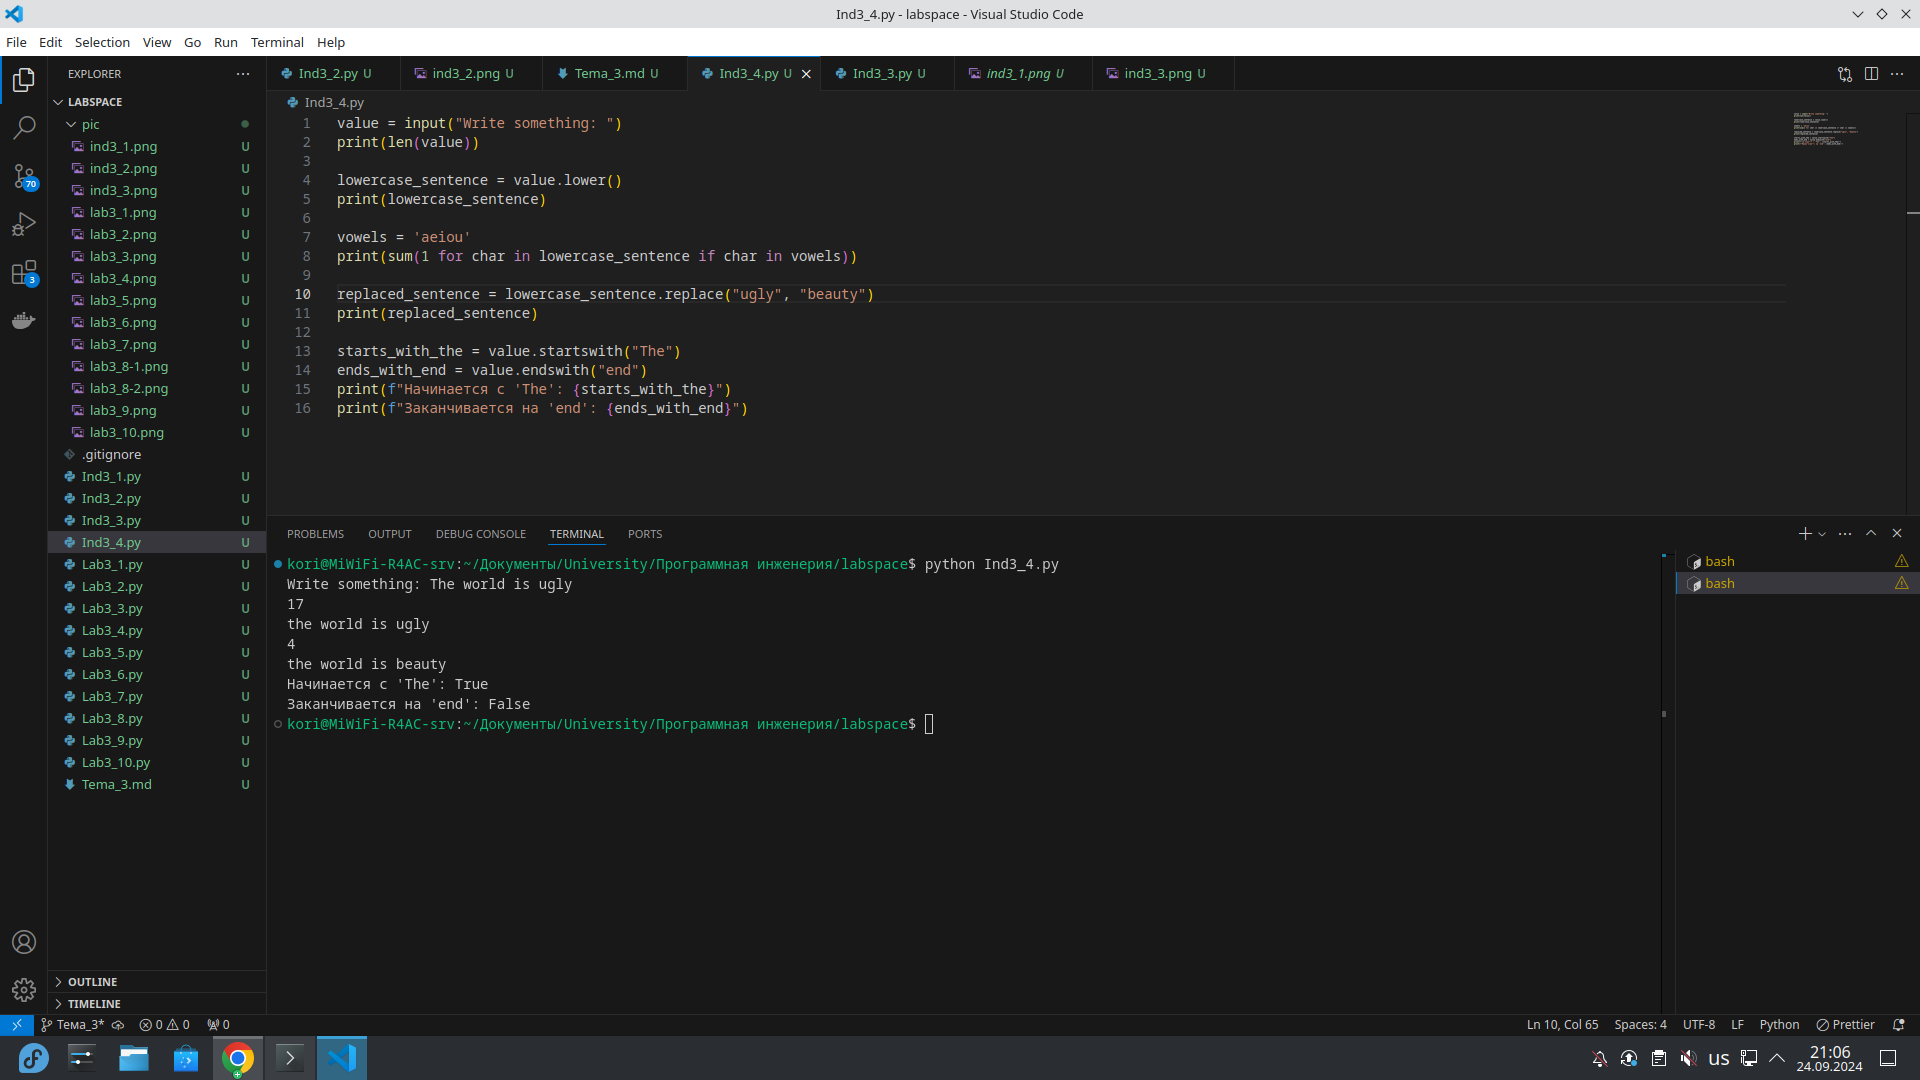 Ind3_4.py - labspace - Visual Studio Code
File Edit Selection View Go Run Terminal Help
EXPLORER
LABSPACE
pic
ind3_1.png U
ind3_2.png U
ind3_3.png U
lab3_1.png U
lab3_2.png U
lab3_3.png U
lab3_4.png U
lab3_5.png U
lab3_6.png U
lab3_7.png U
lab3_8-1.png U
lab3_8-2.png U
lab3_9.png U
lab3_10.png U
.gitignore
Ind3_1.py U
Ind3_2.py U
Ind3_3.py U
Ind3_4.py U
Lab3_1.py U
Lab3_2.py U
Lab3_3.py U
Lab3_4.py U
Lab3_5.py U
Lab3_6.py U
Lab3_7.py U
Lab3_8.py U
Lab3_9.py U
Lab3_10.py U
Tema_3.md U
OUTLINE
TIMELINE
70
3
Ind3_2.py U ind3_2.png U Tema_3.md U Ind3_4.py U Ind3_3.py U ind3_1.png U ind3_3.png U
Ind3_4.py
1 value = input("Write something: ")
2 print(len(value))
3
4 lowercase_sentence = value.lower()
5 print(lowercase_sentence)
6
7 vowels = 'aeiou'
8 print(sum(1 for char in lowercase_sentence if char in vowels))
9
10 replaced_sentence = lowercase_sentence.replace("ugly", "beauty")
11 print(replaced_sentence)
12
13 starts_with_the = value.startswith("The")
14 ends_with_end = value.endswith("end")
15 print(f"Начинается с 'The': {starts_with_the}")
16 print(f"Заканчивается на 'end': {ends_with_end}")
PROBLEMS OUTPUT DEBUG CONSOLE TERMINAL PORTS
kori@MiWiFi-R4AC-srv:~/Документы/University/Программная инженерия/labspace$ python Ind3_4.py
Write something: The world is ugly
17
the world is ugly
4
the world is beauty
Начинается с 'The': True
Заканчивается на 'end': False
kori@MiWiFi-R4AC-srv:~/Документы/University/Программная инженерия/labspace$
bash
bash
Тема_3* 0 0 0 Ln 10, Col 65 Spaces: 4 UTF-8 LF Python Prettier
us 21:06
24.09.2024